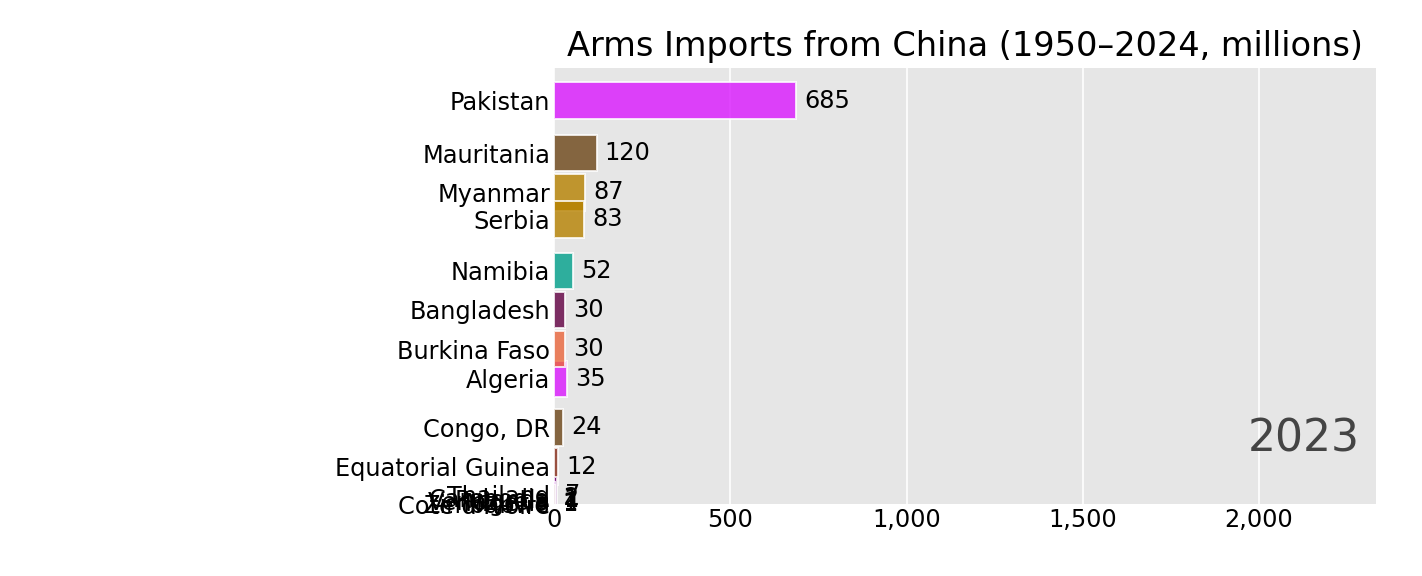 Arms Imports from China (1950–2024, millions)
Pakistan 685
Mauritania 120
Myanmar 87
Serbia 83
Namibia 52
Bangladesh 30
Burkina Faso 30
Algeria 35
Congo, DR 24
2023
Equatorial Guinea 12
Thailand 7
0 500 1,000 1,500 2,000